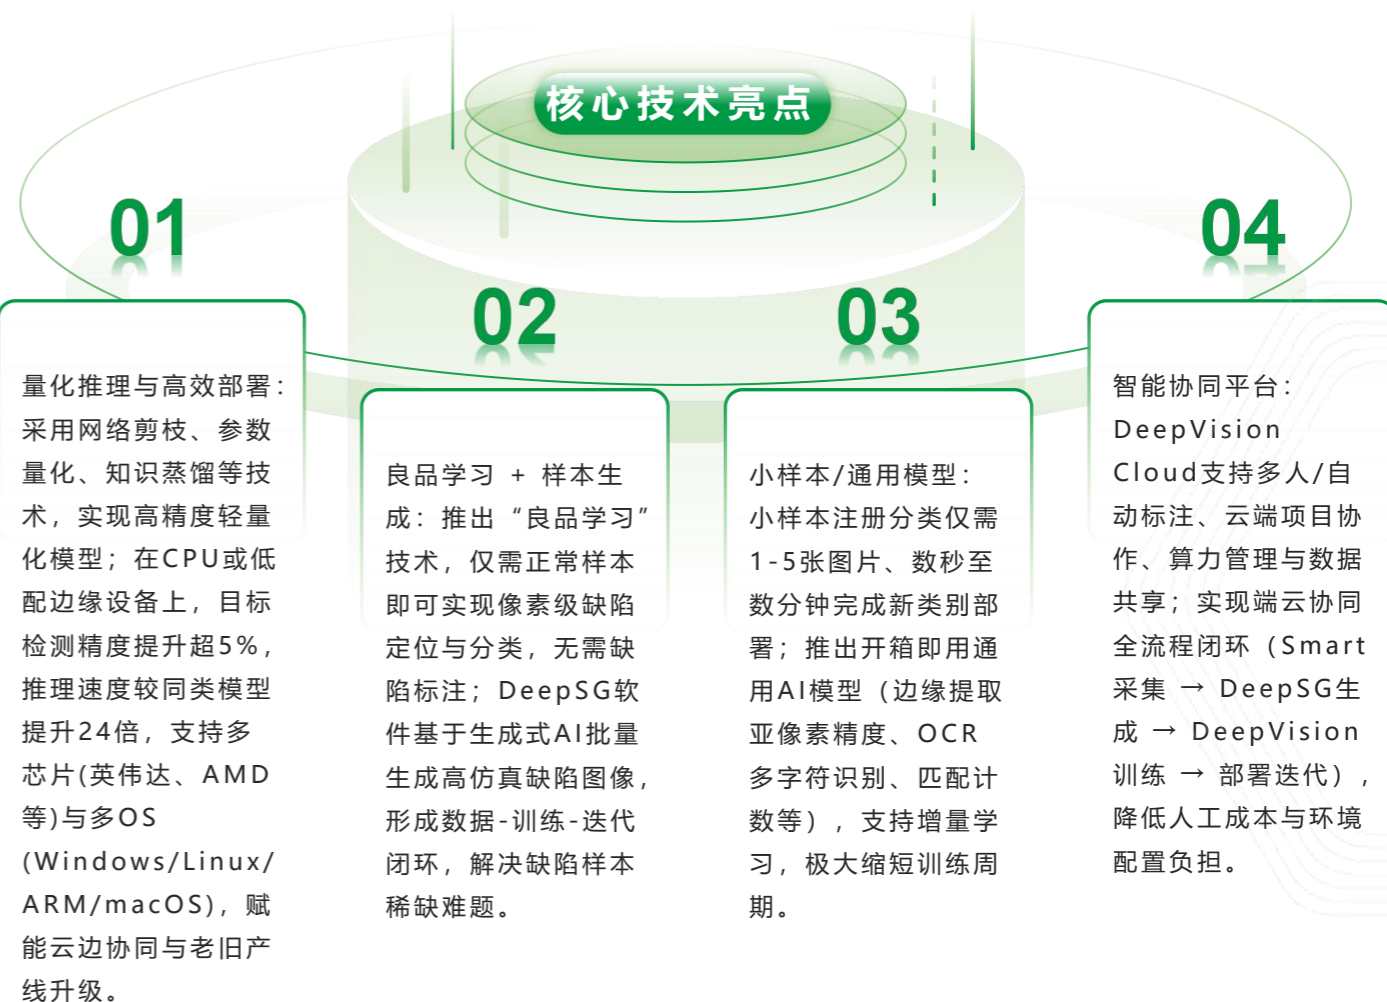 核心技术亮点
01
量化推理与高效部署：
采用网络剪枝、参数
量化、知识蒸馏等技
术，实现高精度轻量
化模型；在CPU或低
配边缘设备上，目标
检测精度提升超5%，
推理速度较同类模型
提升24倍，支持多
芯片(英伟达、AMD
等)与多OS
(Windows/Linux/
ARM/macOS)，赋
能云边协同与老旧产
线升级。
02
良品学习 + 样本生
成：推出“良品学习”
技术，仅需正常样本
即可实现像素级缺陷
定位与分类，无需缺
陷标注；DeepSG软
件基于生成式AI批量
生成高仿真缺陷图像，
形成数据-训练-迭代
闭环，解决缺陷样本
稀缺难题。
03
小样本/通用模型：
小样本注册分类仅需
1-5张图片、数秒至
数分钟完成新类别部
署；推出开箱即用通
用AI模型（边缘提取
亚像素精度、OCR
多字符识别、匹配计
数等），支持增量学
习，极大缩短训练周
期。
04
智能协同平台：
DeepVision
Cloud支持多人/自
动标注、云端项目协
作、算力管理与数据
共享；实现端云协同
全流程闭环（Smart
采集 → DeepSG生
成 → DeepVision
训练 → 部署迭代），
降低人工成本与环境
配置负担。